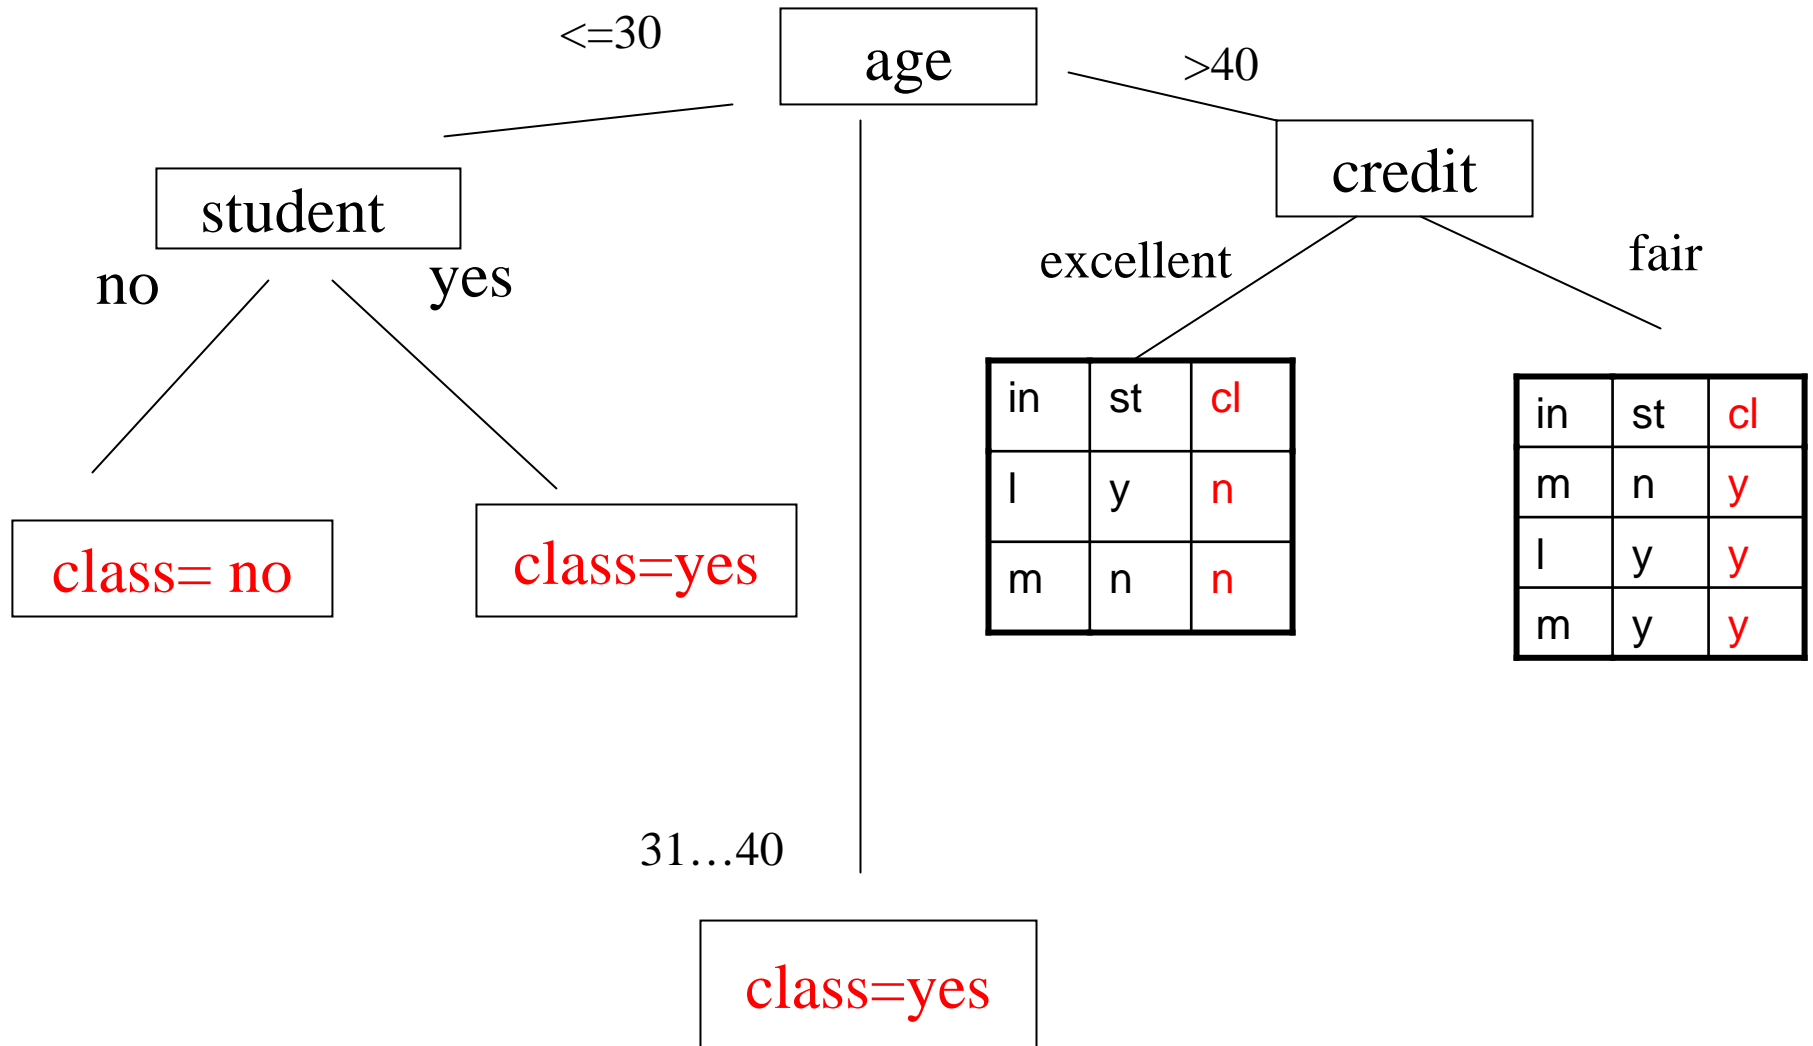 <=30
age
>40
credit
student
no
yes
excellent
fair
in st cl
l y n
m n n
in st cl
m n y
l y y
m y y
class= no
class=yes
31…40
class=yes